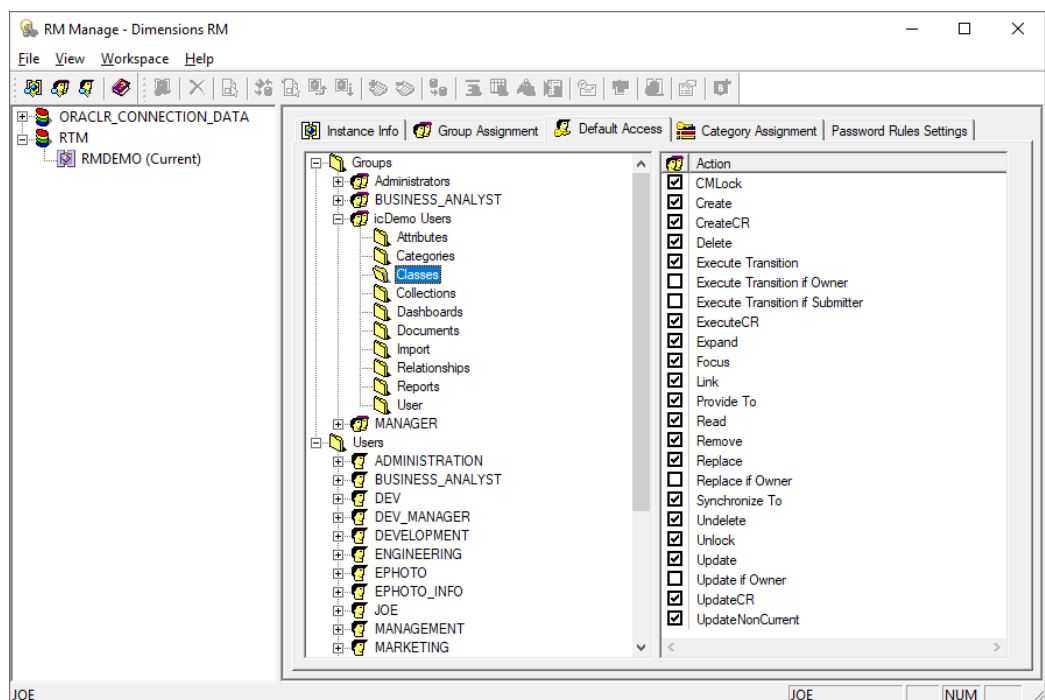 RM Manage - Dimensions RM
File View Workspace Help
ORACLR_CONNECTION_DATA
RTM
RMDEMO (Current)
Instance Info
Group Assignment
Default Access
Category Assignment
Password Rules Settings
Groups
Administrators
BUSINESS_ANALYST
icDemo Users
Attributes
Categories
Classes
Collections
Dashboards
Documents
Import
Relationships
Reports
User
MANAGER
Users
ADMINISTRATION
BUSINESS_ANALYST
DEV
DEV_MANAGER
DEVELOPMENT
ENGINEERING
EPHOTO
EPHOTO_INFO
JOE
MANAGEMENT
MARKETING
Action
CMLock
Create
CreateCR
Delete
Execute Transition
Execute Transition if Owner
Execute Transition if Submitter
ExecuteCR
Expand
Focus
Link
Provide To
Read
Remove
Replace
Replace if Owner
Synchronize To
Undelete
Unlock
Update
Update if Owner
UpdateCR
UpdateNonCurrent
JOE
JOE
NUM